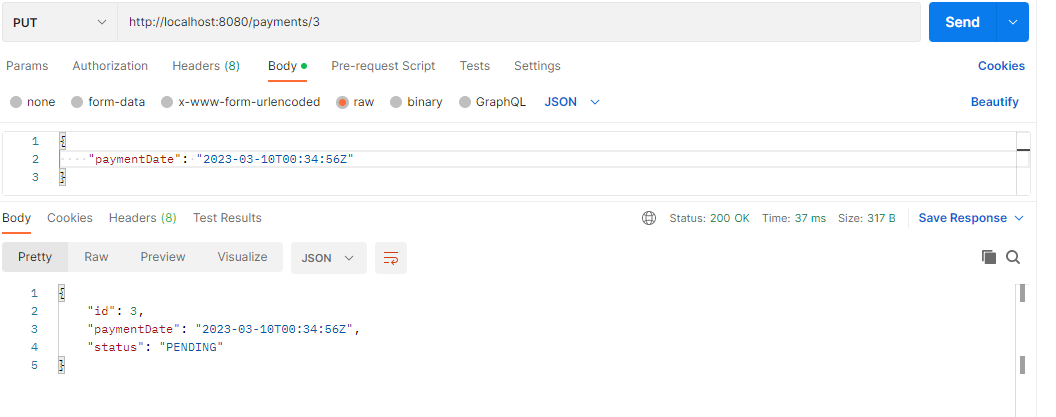 PUT http://localhost:8080/payments/3 Send
Params Authorization Headers (8) Body Pre-request Script Tests Settings Cookies
none form-data x-www-form-urlencoded raw binary GraphQL JSON Beautify
1 {
2 "paymentDate": "2023-03-10T00:34:56Z"
3 }
Body Cookies Headers (8) Test Results Status: 200 OK Time: 37 ms Size: 317 B Save Response
Pretty Raw Preview Visualize JSON
1 {
2 "id": 3,
3 "paymentDate": "2023-03-10T00:34:56Z",
4 "status": "PENDING"
5 }